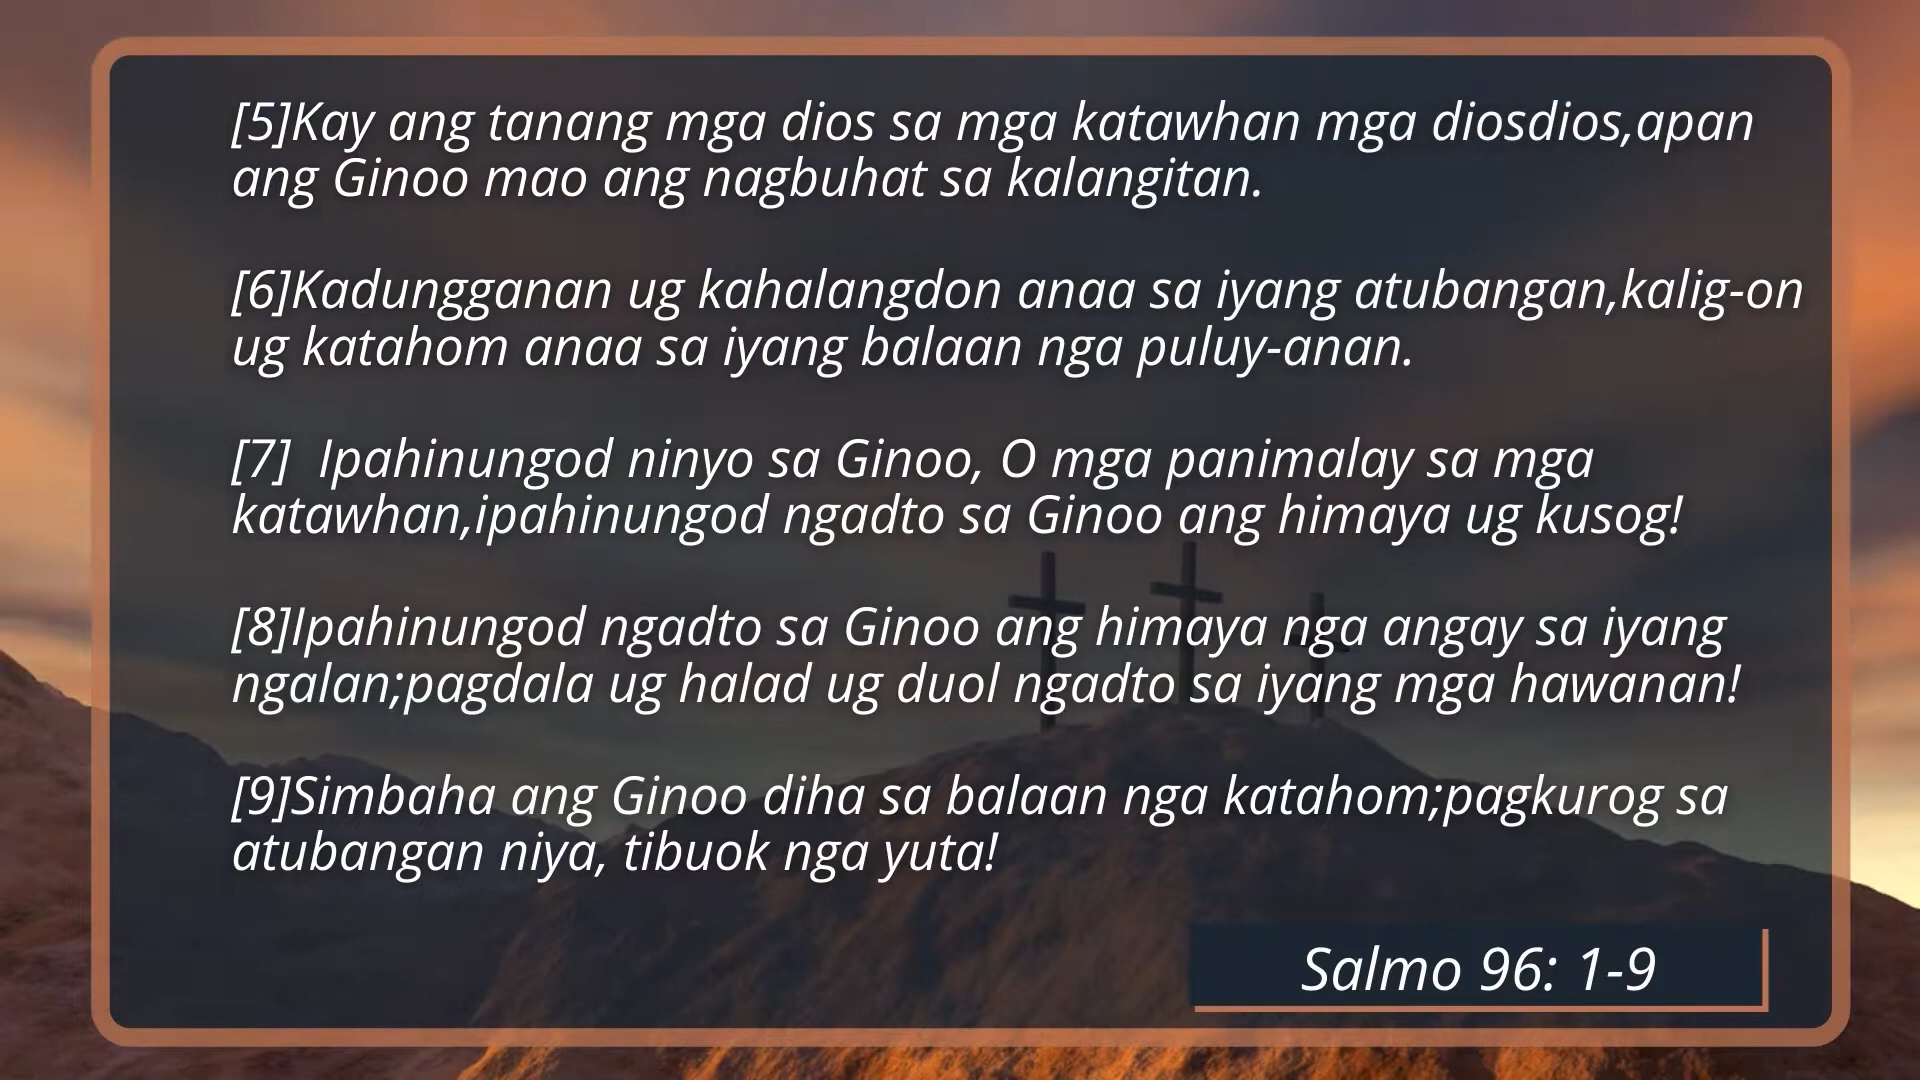 [5]Kay ang tanang mga dios sa mga katawhan mga diosdios,apan
ang Ginoo mao ang nagbuhat sa kalangitan.
[6]Kadungganan ug kahalangdon anaa sa iyang atubangan,kalig-on
ug katahom anaa sa iyang balaan nga puluy-anan.
[7]  Ipahinungod ninyo sa Ginoo, O mga panimalay sa mga
katawhan,ipahinungod ngadto sa Ginoo ang himaya ug kusog!
[8]Ipahinungod ngadto sa Ginoo ang himaya nga angay sa iyang
ngalan;pagdala ug halad ug duol ngadto sa iyang mga hawanan!
[9]Simbaha ang Ginoo diha sa balaan nga katahom;pagkurog sa
atubangan niya, tibuok nga yuta!
Salmo 96: 1-9